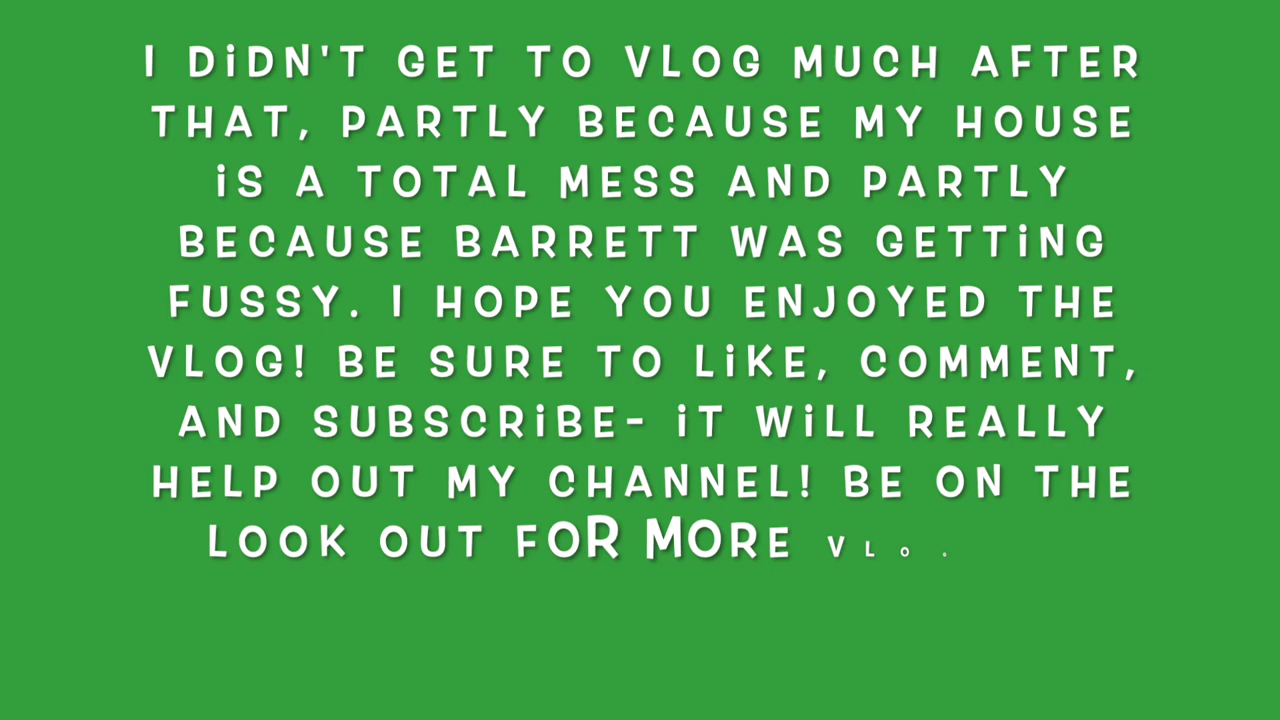 I DiDN'T GET TO VLOG MUCH AFTER
THAT, PARTLY BECAUSE MY HOUSE
iS A TOTAL MESS AND PARTLY
BECAUSE BARRETT WAS GETTiNG
FUSSY. I HOPE YOU ENJOYED THE
VLOG! BE SURE TO LiKE, COMMENT,
AND SUBSCRiBE- iT WiLL REALLY
HELP OUT MY CHANNEL! BE ON THE
LOOK OUT FOR MORE VLO